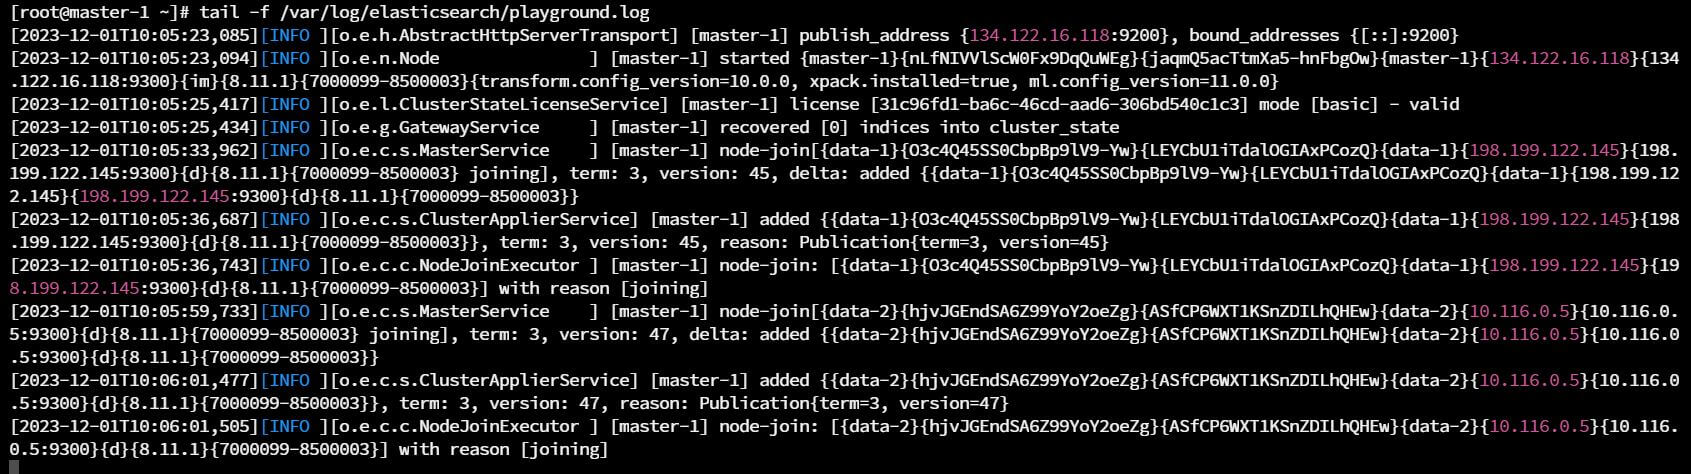 [root@master-1 ~]# tail -f /var/log/elasticsearch/playground.log
[2023-12-01T10:05:23,085][INFO ][o.e.h.AbstractHttpServerTransport] [master-1] publish_address {134.122.16.118:9200}, bound_addresses {[::]:9200}
[2023-12-01T10:05:23,094][INFO ][o.e.n.Node               ] [master-1] started {master-1}{nLfNIVVlScW0Fx9DqQuWEg}{jaqmQ5acTtmXa5-hnFbgOw}{master-1}{134.122.16.118}{134
.122.16.118:9300}{im}{8.11.1}{7000099-8500003}{transform.config_version=10.0.0, xpack.installed=true, ml.config_version=11.0.0}
[2023-12-01T10:05:25,417][INFO ][o.e.l.ClusterStateLicenseService] [master-1] license [31c96fd1-ba6c-46cd-aad6-306bd540c1c3] mode [basic] - valid
[2023-12-01T10:05:25,434][INFO ][o.e.g.GatewayService     ] [master-1] recovered [0] indices into cluster_state
[2023-12-01T10:05:33,962][INFO ][o.e.c.s.MasterService    ] [master-1] node-join[{data-1}{O3c4Q45SS0CbpBp9lV9-Yw}{LEYCbU1iTdalOGIAxPCozQ}{data-1}{198.199.122.145}{198.
199.122.145:9300}{d}{8.11.1}{7000099-8500003} joining], term: 3, version: 45, delta: added {{data-1}{O3c4Q45SS0CbpBp9lV9-Yw}{LEYCbU1iTdalOGIAxPCozQ}{data-1}{198.199.12
2.145}{198.199.122.145:9300}{d}{8.11.1}{7000099-8500003}}
[2023-12-01T10:05:36,687][INFO ][o.e.c.s.ClusterApplierService] [master-1] added {{data-1}{O3c4Q45SS0CbpBp9lV9-Yw}{LEYCbU1iTdalOGIAxPCozQ}{data-1}{198.199.122.145}{198
.199.122.145:9300}{d}{8.11.1}{7000099-8500003}}, term: 3, version: 45, reason: Publication{term=3, version=45}
[2023-12-01T10:05:36,743][INFO ][o.e.c.c.NodeJoinExecutor ] [master-1] node-join: [{data-1}{O3c4Q45SS0CbpBp9lV9-Yw}{LEYCbU1iTdalOGIAxPCozQ}{data-1}{198.199.122.145}{19
8.199.122.145:9300}{d}{8.11.1}{7000099-8500003}] with reason [joining]
[2023-12-01T10:05:59,733][INFO ][o.e.c.s.MasterService    ] [master-1] node-join[{data-2}{hjvJGEndSA6Z99YoY2oeZg}{ASfCP6WXT1KSnZDILhQHEw}{data-2}{10.116.0.5}{10.116.0.
5:9300}{d}{8.11.1}{7000099-8500003} joining], term: 3, version: 47, delta: added {{data-2}{hjvJGEndSA6Z99YoY2oeZg}{ASfCP6WXT1KSnZDILhQHEw}{data-2}{10.116.0.5}{10.116.0
.5:9300}{d}{8.11.1}{7000099-8500003}}
[2023-12-01T10:06:01,477][INFO ][o.e.c.s.ClusterApplierService] [master-1] added {{data-2}{hjvJGEndSA6Z99YoY2oeZg}{ASfCP6WXT1KSnZDILhQHEw}{data-2}{10.116.0.5}{10.116.0
.5:9300}{d}{8.11.1}{7000099-8500003}}, term: 3, version: 47, reason: Publication{term=3, version=47}
[2023-12-01T10:06:01,505][INFO ][o.e.c.c.NodeJoinExecutor ] [master-1] node-join: [{data-2}{hjvJGEndSA6Z99YoY2oeZg}{ASfCP6WXT1KSnZDILhQHEw}{data-2}{10.116.0.5}{10.116.
0.5:9300}{d}{8.11.1}{7000099-8500003}] with reason [joining]